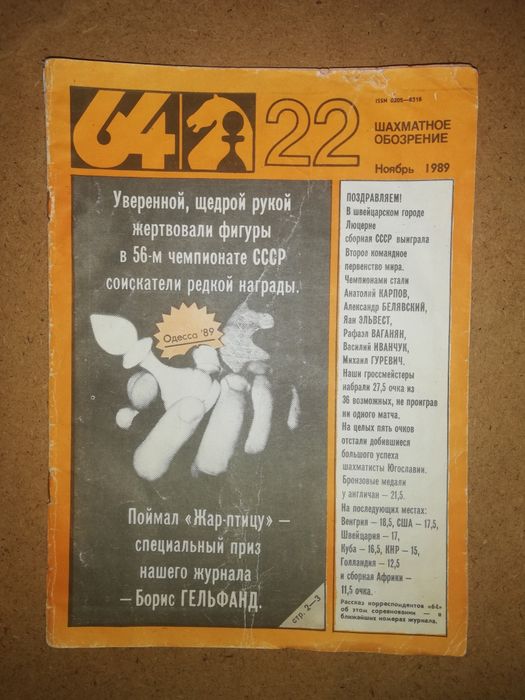 64
22
ISSN 0205—8318
ШАХМАТНОЕ
ОБОЗРЕНИЕ
Ноябрь 1989
Уверенной, щедрой рукой
жертвовали фигуры
в 56-м чемпионате СССР
соискатели редкой награды.
Одесса '89
Поймал «Жар-птицу» —
специальный приз
нашего журнала
— Борис ГЕЛЬФАНД.
стр. 2—3
ПОЗДРАВЛЯЕМ!
В швейцарском городе
Люцерне
сборная СССР выиграла
Второе командное
первенство мира.
Чемпионами стали
Анатолий КАРПОВ,
Александр БЕЛЯВСКИЙ,
Яан ЭЛЬВЕСТ,
Рафаэл ВАГАНЯН,
Василий ИВАНЧУК,
Михаил ГУРЕВИЧ.
Наши гроссмейстеры
набрали 27,5 очка из
36 возможных, не проиграв
ни одного матча.
На целых пять очков
отстали добившиеся
большого успеха
шахматисты Югославии.
Бронзовые медали
у англичан — 21,5.
На последующих местах:
Венгрия — 18,5, США — 17,5,
Швейцария — 17,
Куба — 16,5, КНР — 15,
Голландия — 12,5
и сборная Африки —
11,5 очка.
Рассказ корреспондентов «64»
об этом соревновании — в
ближайших номерах журнала.